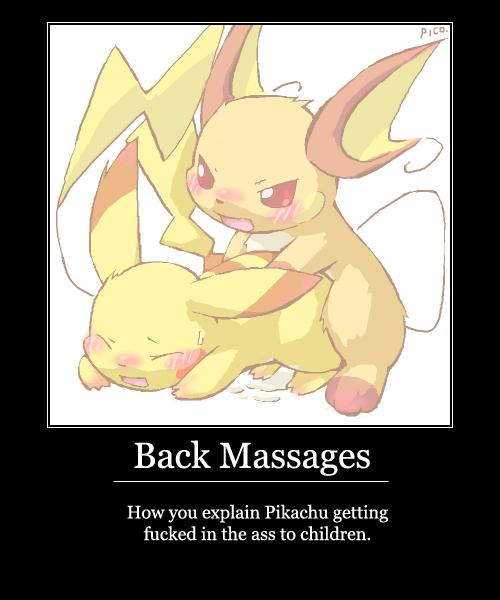 PICO.
Back Massages
How you explain Pikachu getting
fucked in the ass to children.